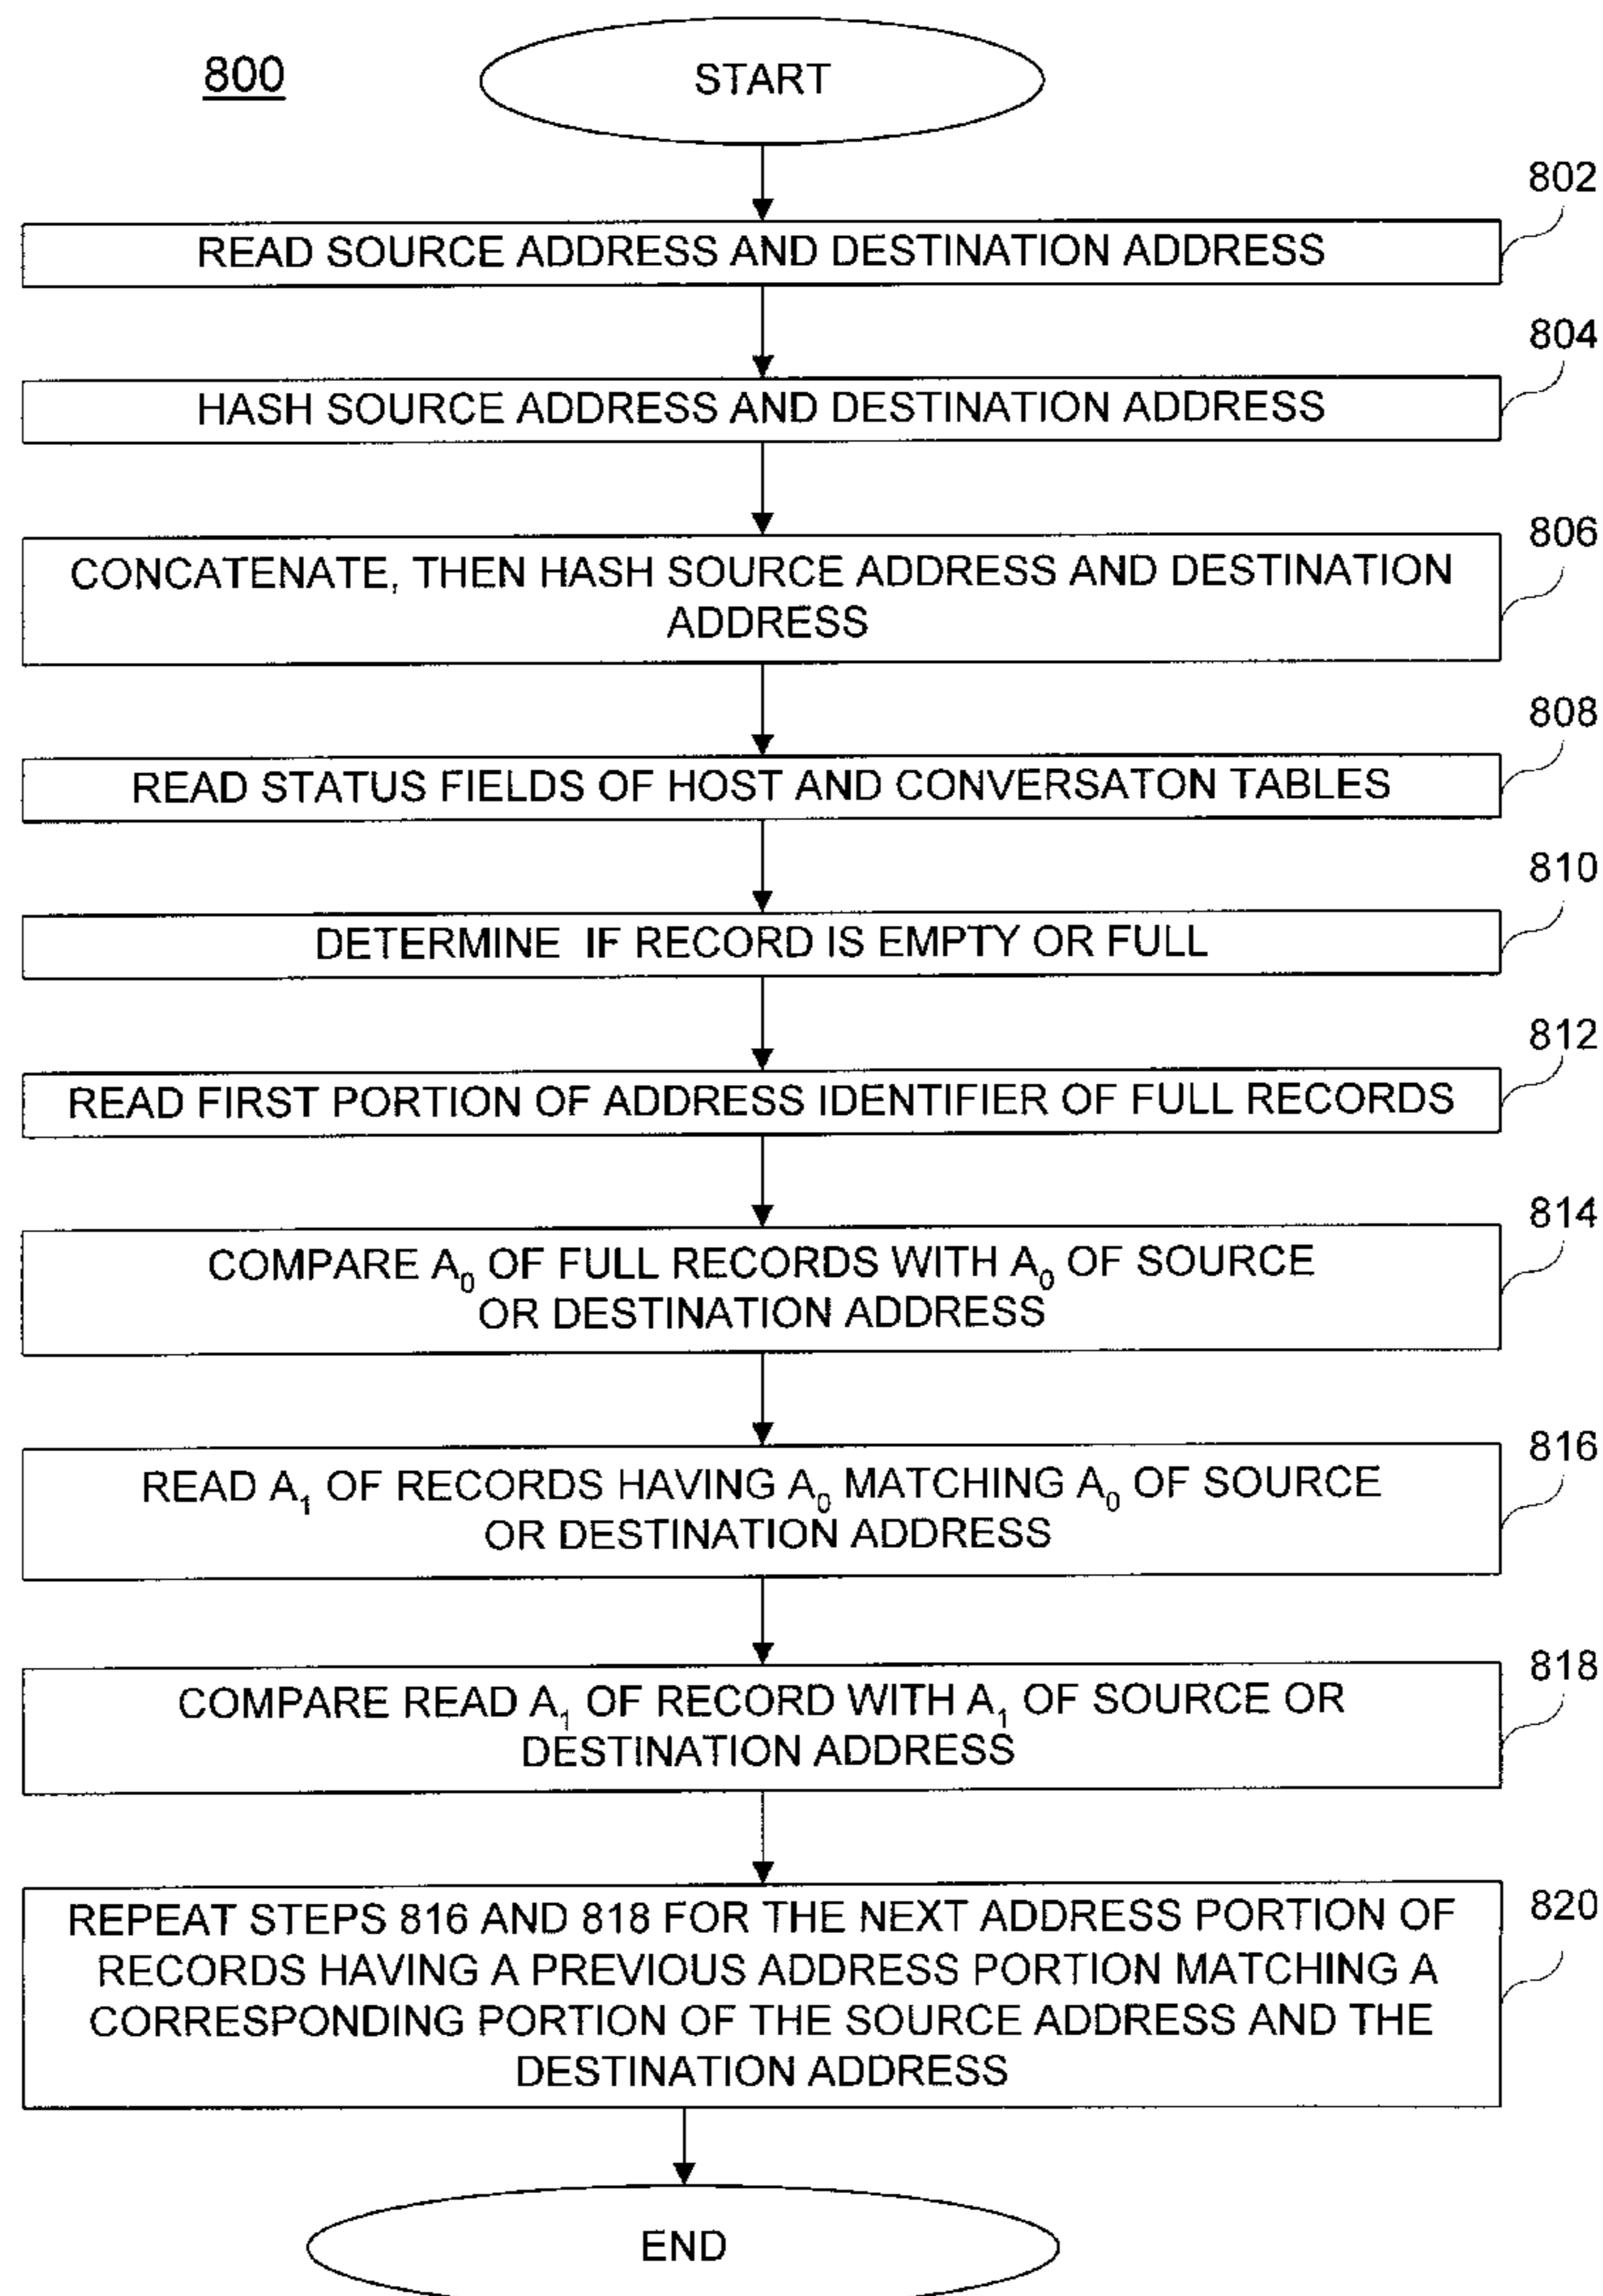 800
START
802
READ SOURCE ADDRESS AND DESTINATION ADDRESS
804
HASH SOURCE ADDRESS AND DESTINATION ADDRESS
806
CONCATENATE, THEN HASH SOURCE ADDRESS AND DESTINATION
ADDRESS
808
READ STATUS FIELDS OF HOST AND CONVERSATON TABLES
810
DETERMINE IF RECORD IS EMPTY OR FULL
812
READ FIRST PORTION OF ADDRESS IDENTIFIER OF FULL RECORDS
814
COMPARE A₀ OF FULL RECORDS WITH A₀ OF SOURCE
OR DESTINATION ADDRESS
816
READ A₁ OF RECORDS HAVING A₀ MATCHING A₀ OF SOURCE
OR DESTINATION ADDRESS
818
COMPARE READ A₁ OF RECORD WITH A₁ OF SOURCE OR
DESTINATION ADDRESS
820
REPEAT STEPS 816 AND 818 FOR THE NEXT ADDRESS PORTION OF
RECORDS HAVING A PREVIOUS ADDRESS PORTION MATCHING A
CORRESPONDING PORTION OF THE SOURCE ADDRESS AND THE
DESTINATION ADDRESS
END